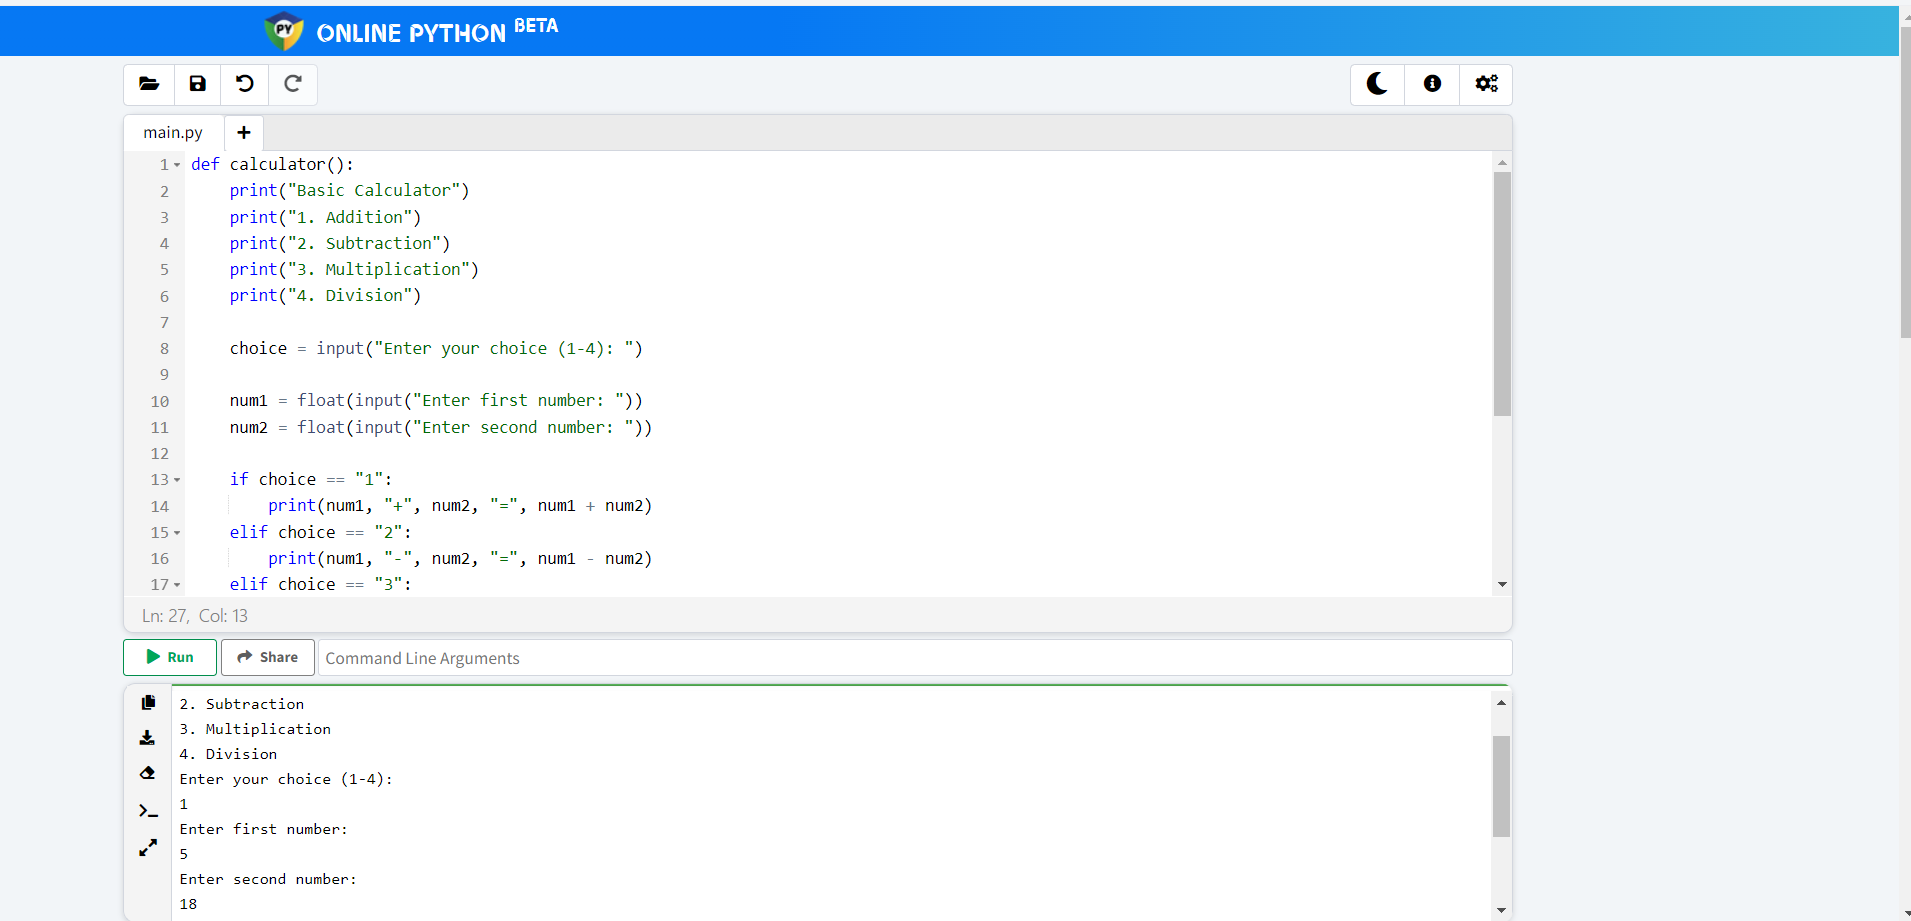 ONLINE PYTHON BETA
main.py +
1 def calculator():
2     print("Basic Calculator")
3     print("1. Addition")
4     print("2. Subtraction")
5     print("3. Multiplication")
6     print("4. Division")
7
8     choice = input("Enter your choice (1-4): ")
9
10     num1 = float(input("Enter first number: "))
11     num2 = float(input("Enter second number: "))
12
13     if choice == "1":
14         print(num1, "+", num2, "=", num1 + num2)
15     elif choice == "2":
16         print(num1, "-", num2, "=", num1 - num2)
17     elif choice == "3":
Ln: 27, Col: 13
Run Share Command Line Arguments
2. Subtraction
3. Multiplication
4. Division
Enter your choice (1-4):
1
Enter first number:
5
Enter second number:
18